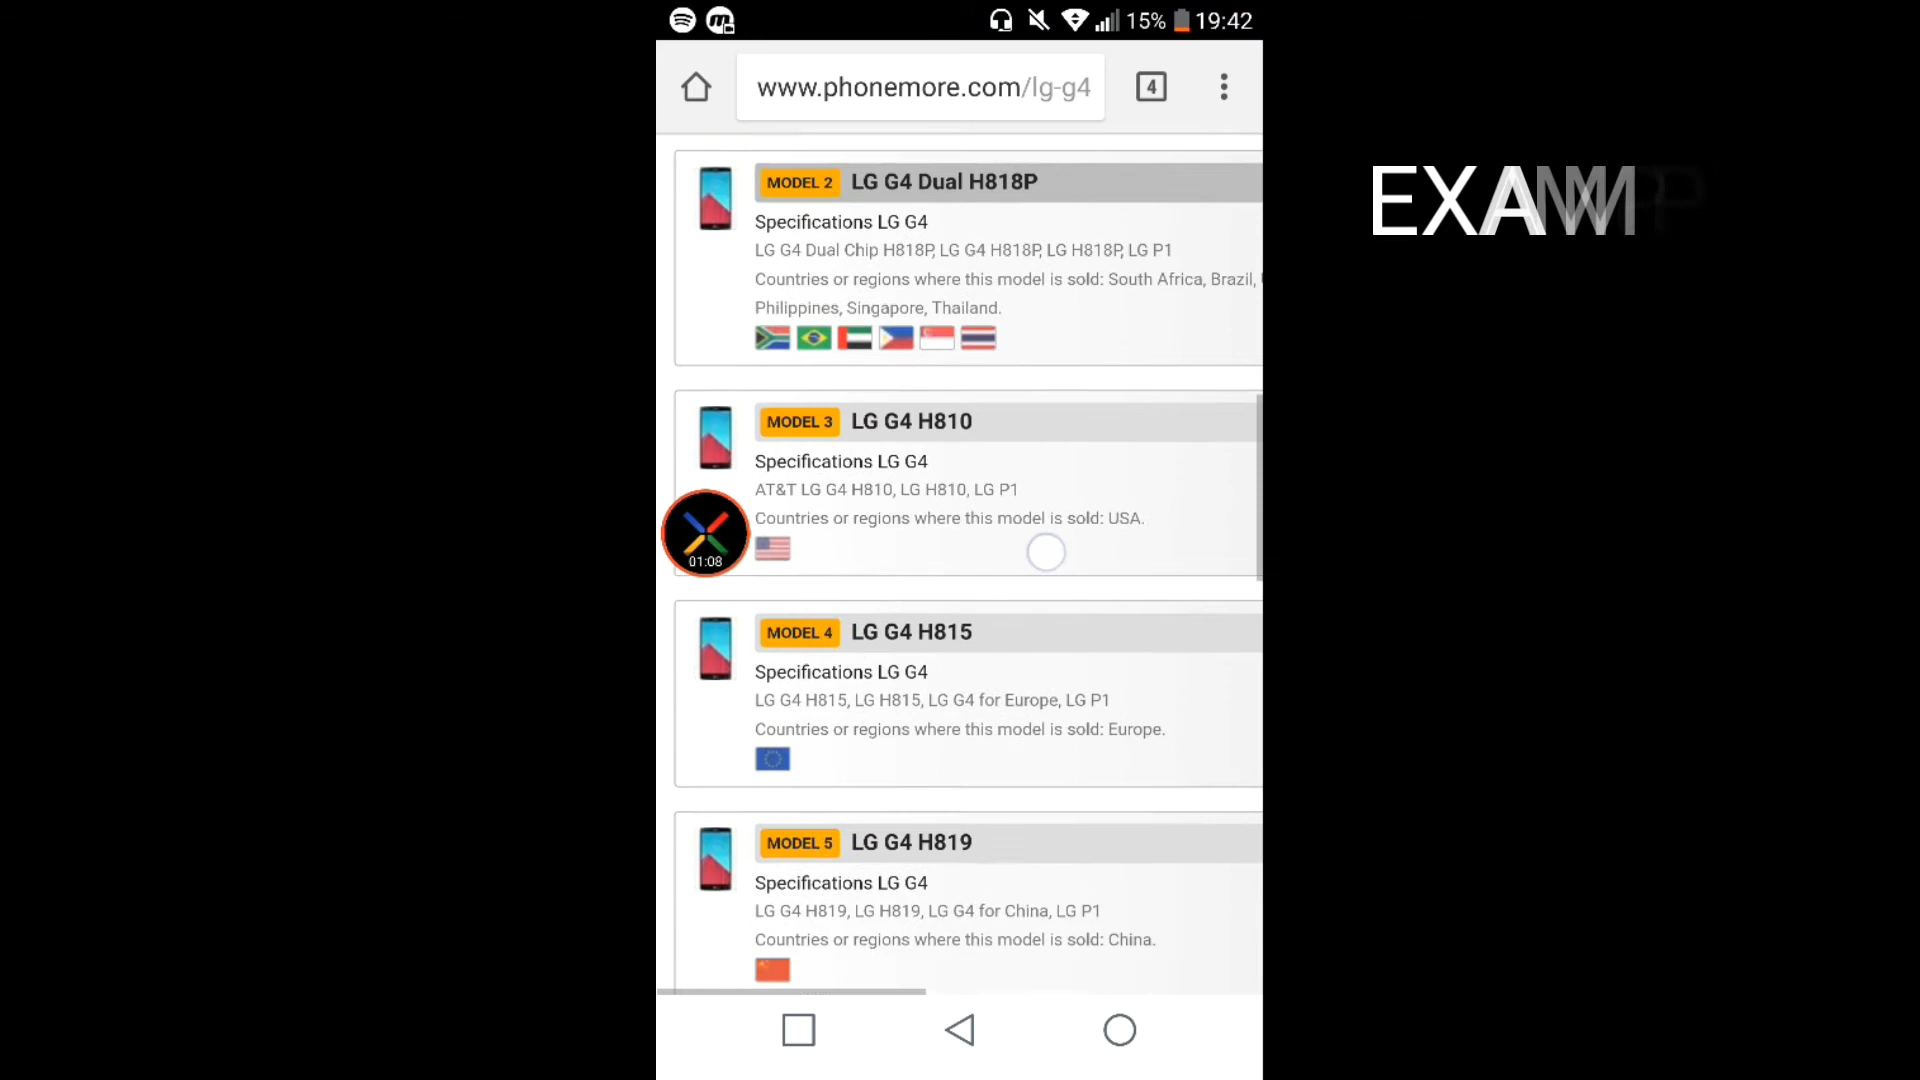 15% 19:42
www.phonemore.com/lg-g4 4
MODEL 2 LG G4 Dual H818P
Specifications LG G4
LG G4 Dual Chip H818P, LG G4 H818P, LG H818P, LG P1
Countries or regions where this model is sold: South Africa, Brazil,
Philippines, Singapore, Thailand.
MODEL 3 LG G4 H810
Specifications LG G4
AT&T LG G4 H810, LG H810, LG P1
Countries or regions where this model is sold: USA.
01:08
MODEL 4 LG G4 H815
Specifications LG G4
LG G4 H815, LG H815, LG G4 for Europe, LG P1
Countries or regions where this model is sold: Europe.
MODEL 5 LG G4 H819
Specifications LG G4
LG G4 H819, LG H819, LG G4 for China, LG P1
Countries or regions where this model is sold: China.